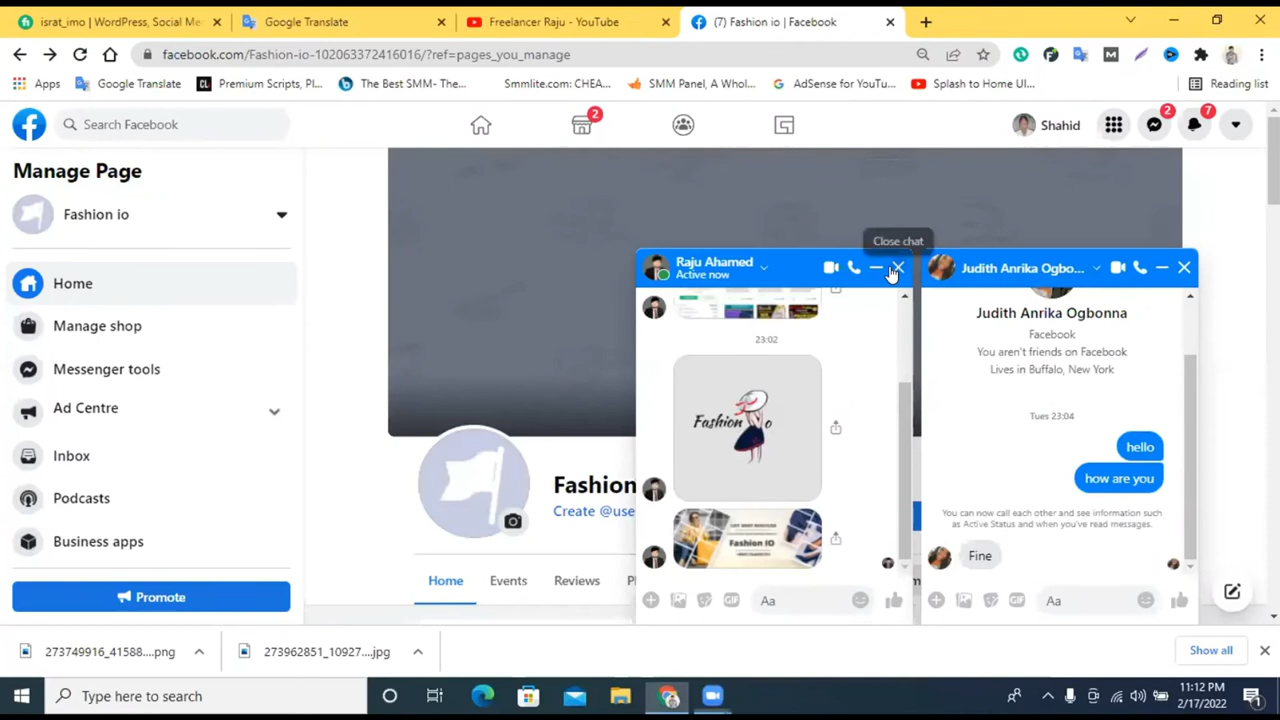 israt_imo | WordPress, Social Me
Google Translate
Freelancer Raju - YouTube
(7) Fashion io | Facebook
facebook.com/Fashion-io-102063372416016/?ref=pages_you_manage
Apps
Google Translate
Premium Scripts, Pl...
The Best SMM- The...
Smmlite.com: CHEA...
SMM Panel, A Whol...
AdSense for YouTu...
Splash to Home UI...
Reading list
Search Facebook
2
Shahid
2
7
Manage Page
Fashion io
Home
Manage shop
Messenger tools
Ad Centre
Inbox
Podcasts
Business apps
Promote
Fashion
Create @use
Home
Events
Reviews
Close chat
Raju Ahamed
Active now
23:02
Fashion
Fashion IO
GIF
Aa
Judith Anrika Ogbo...
Judith Anrika Ogbonna
Facebook
You aren't friends on Facebook
Lives in Buffalo, New York
Tues 23:04
hello
how are you
You can now call each other and see information such
as Active Status and when you've read messages.
Fine
GIF
Aa
273749916_41588....png
273962851_10927....jpg
Show all
Type here to search
11:12 PM
2/17/2022
1